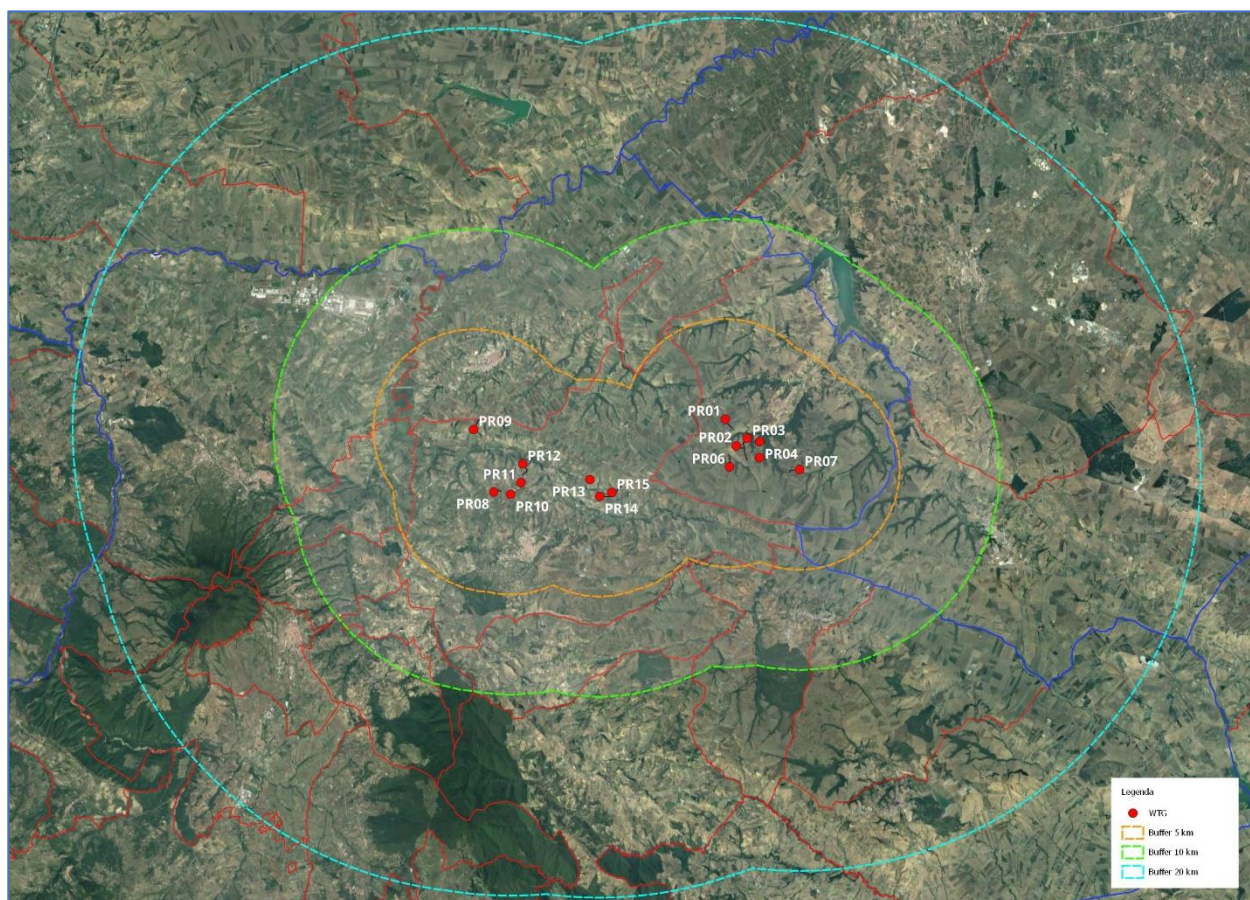 PR01
PR09
PR02
PR03
PR12
PR04
PR06
PR07
PR11
PR08
PR10
PR13
PR15
PR14
Legenda
WTG
Buffer 5 km
Buffer 10 km
Buffer 20 km